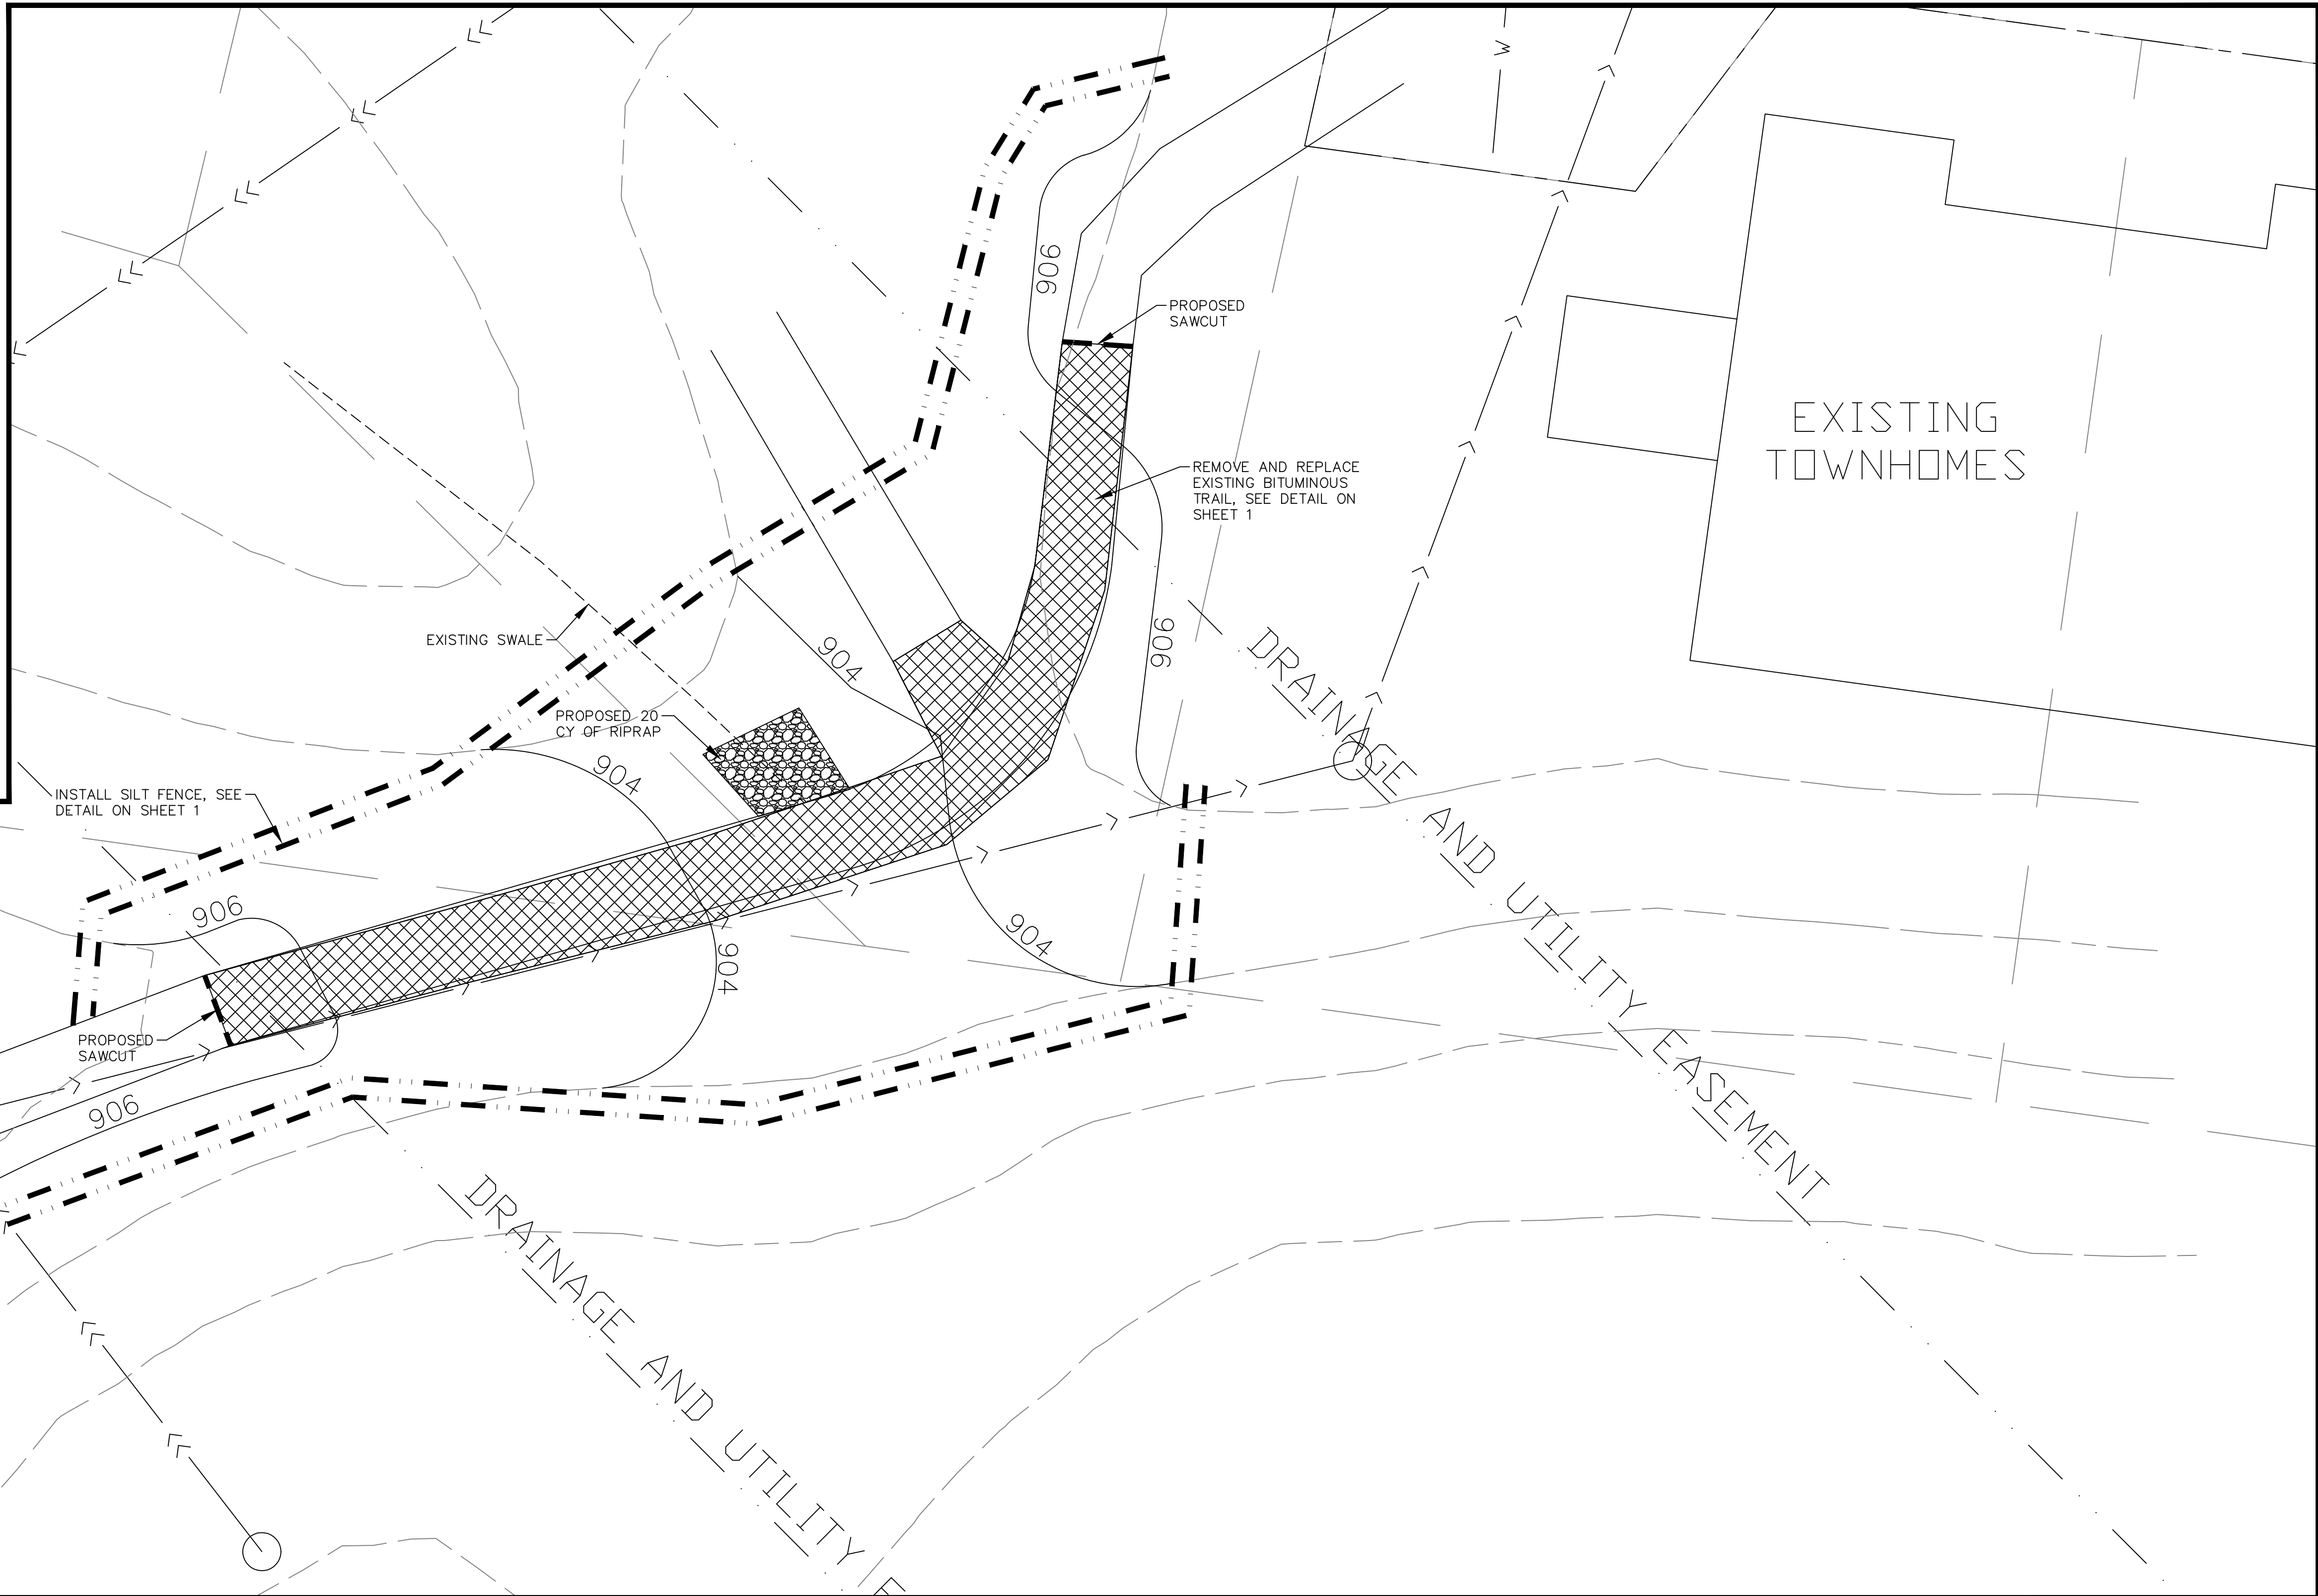 W
906
PROPOSED
SAWCUT
EXISTING
TOWNHOMES
REMOVE AND REPLACE
EXISTING BITUMINOUS
TRAIL, SEE DETAIL ON
SHEET 1
EXISTING SWALE
904
906
DRAINAGE AND UTILITY EASEMENT
PROPOSED 20
CY OF RIPRAP
904
INSTALL SILT FENCE, SEE
DETAIL ON SHEET 1
906
904
904
PROPOSED
SAWCUT
906
DRAINAGE AND UTILITY E